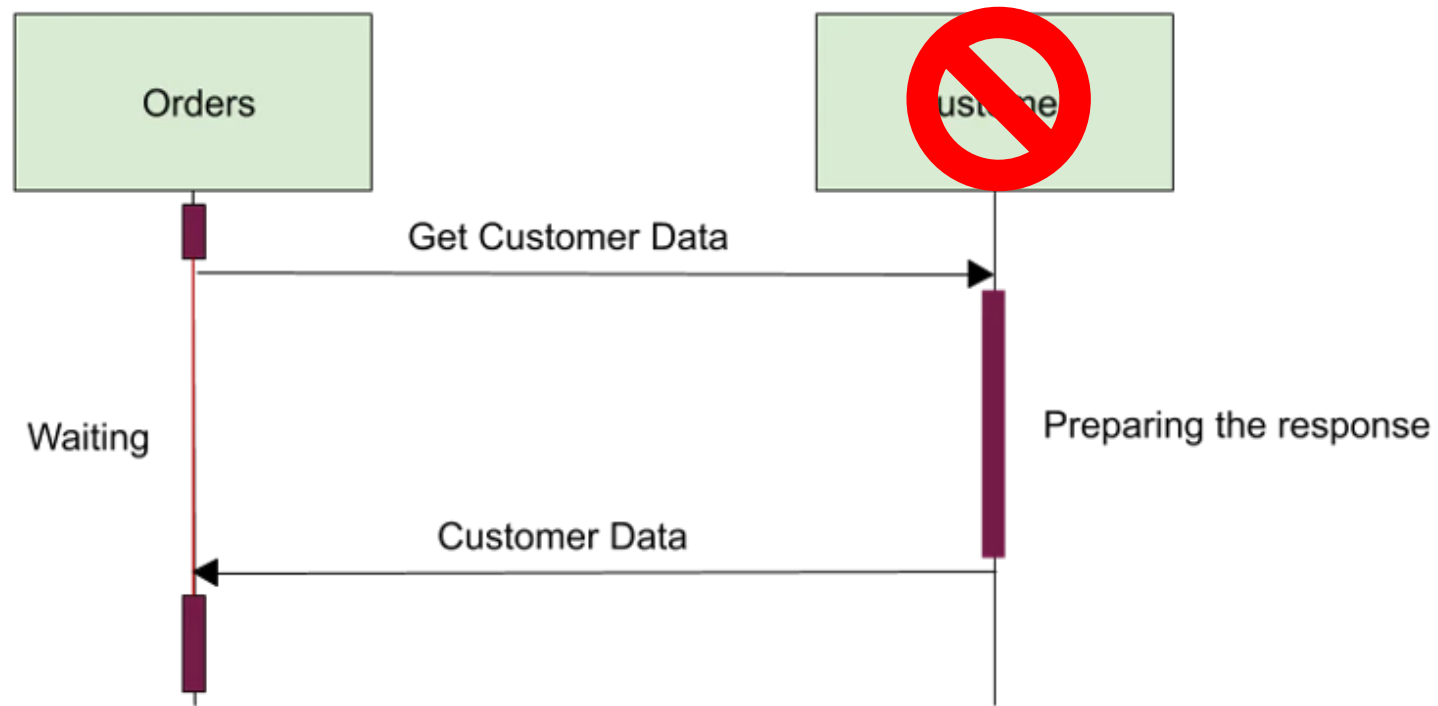 Orders
Get Customer Data
Waiting
Preparing the response
Customer Data